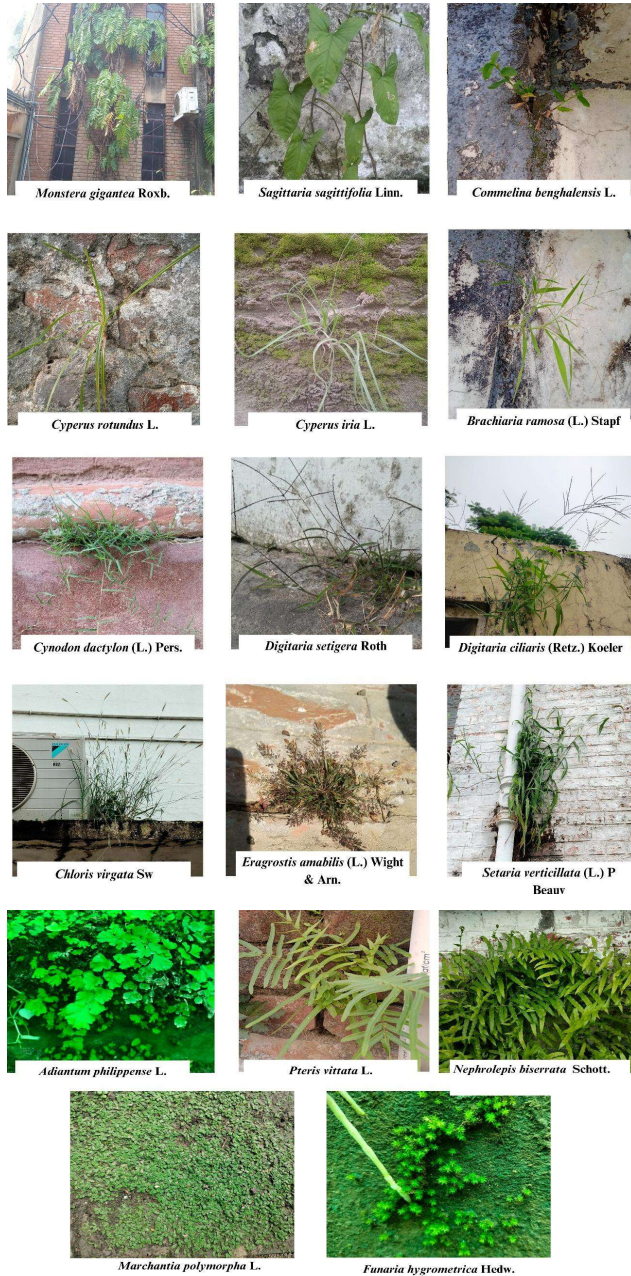 Monstera gigantea Roxb.
Sagittaria sagittifolia Linn.
Commelina benghalensis L.
Cyperus rotundus L.
Cyperus iria L.
Brachiaria ramosa (L.) Stapf
Cynodon dactylon (L.) Pers.
Digitaria setigera Roth
Digitaria ciliaris (Retz.) Koeler
DAIKIN
Chloris virgata Sw
Eragrostis amabilis (L.) Wight
& Arn.
Setaria verticillata (L.) P
Beauv
Adiantum philippense L.
Pteris vittata L.
Nephrolepis biserrata Schott.
Marchantia polymorpha L.
Funaria hygrometrica Hedw.